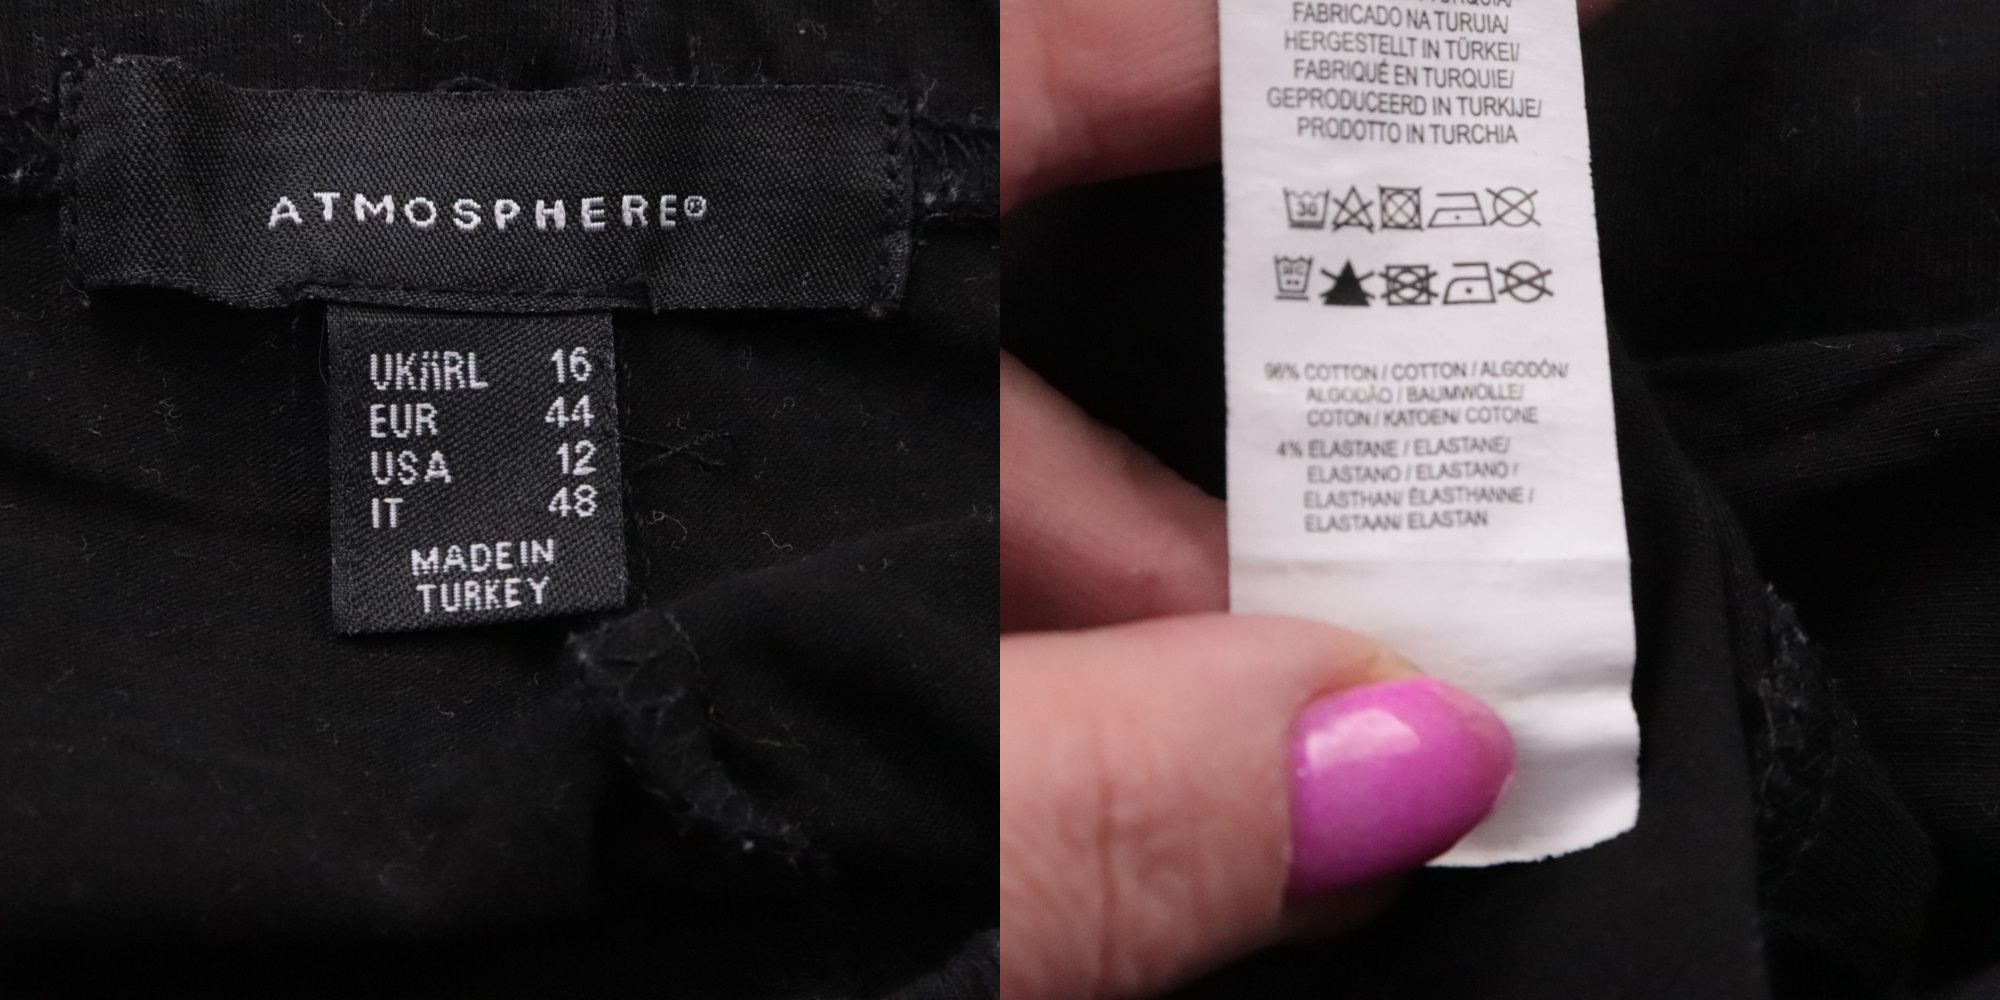 ATMOSPHERE®
UK/IRL 16
EUR 44
USA 12
IT 48
MADE IN
TURKEY
FABRICADO NA TURUIA/
HERGESTELLT IN TÜRKEI/
FABRIQUÉ EN TURQUIE/
GEPRODUCEERD IN TURKIJE/
PRODOTTO IN TURCHIA
30
96% COTTON / COTTON / ALGODÓN/
ALGODÃO / BAUMWOLLE/
COTON / KATOEN/ COTONE
4% ELASTANE / ELASTANE/
ELASTANO / ELASTANO /
ELASTHAN/ ÉLASTHANNE /
ELASTAAN/ ELASTAN